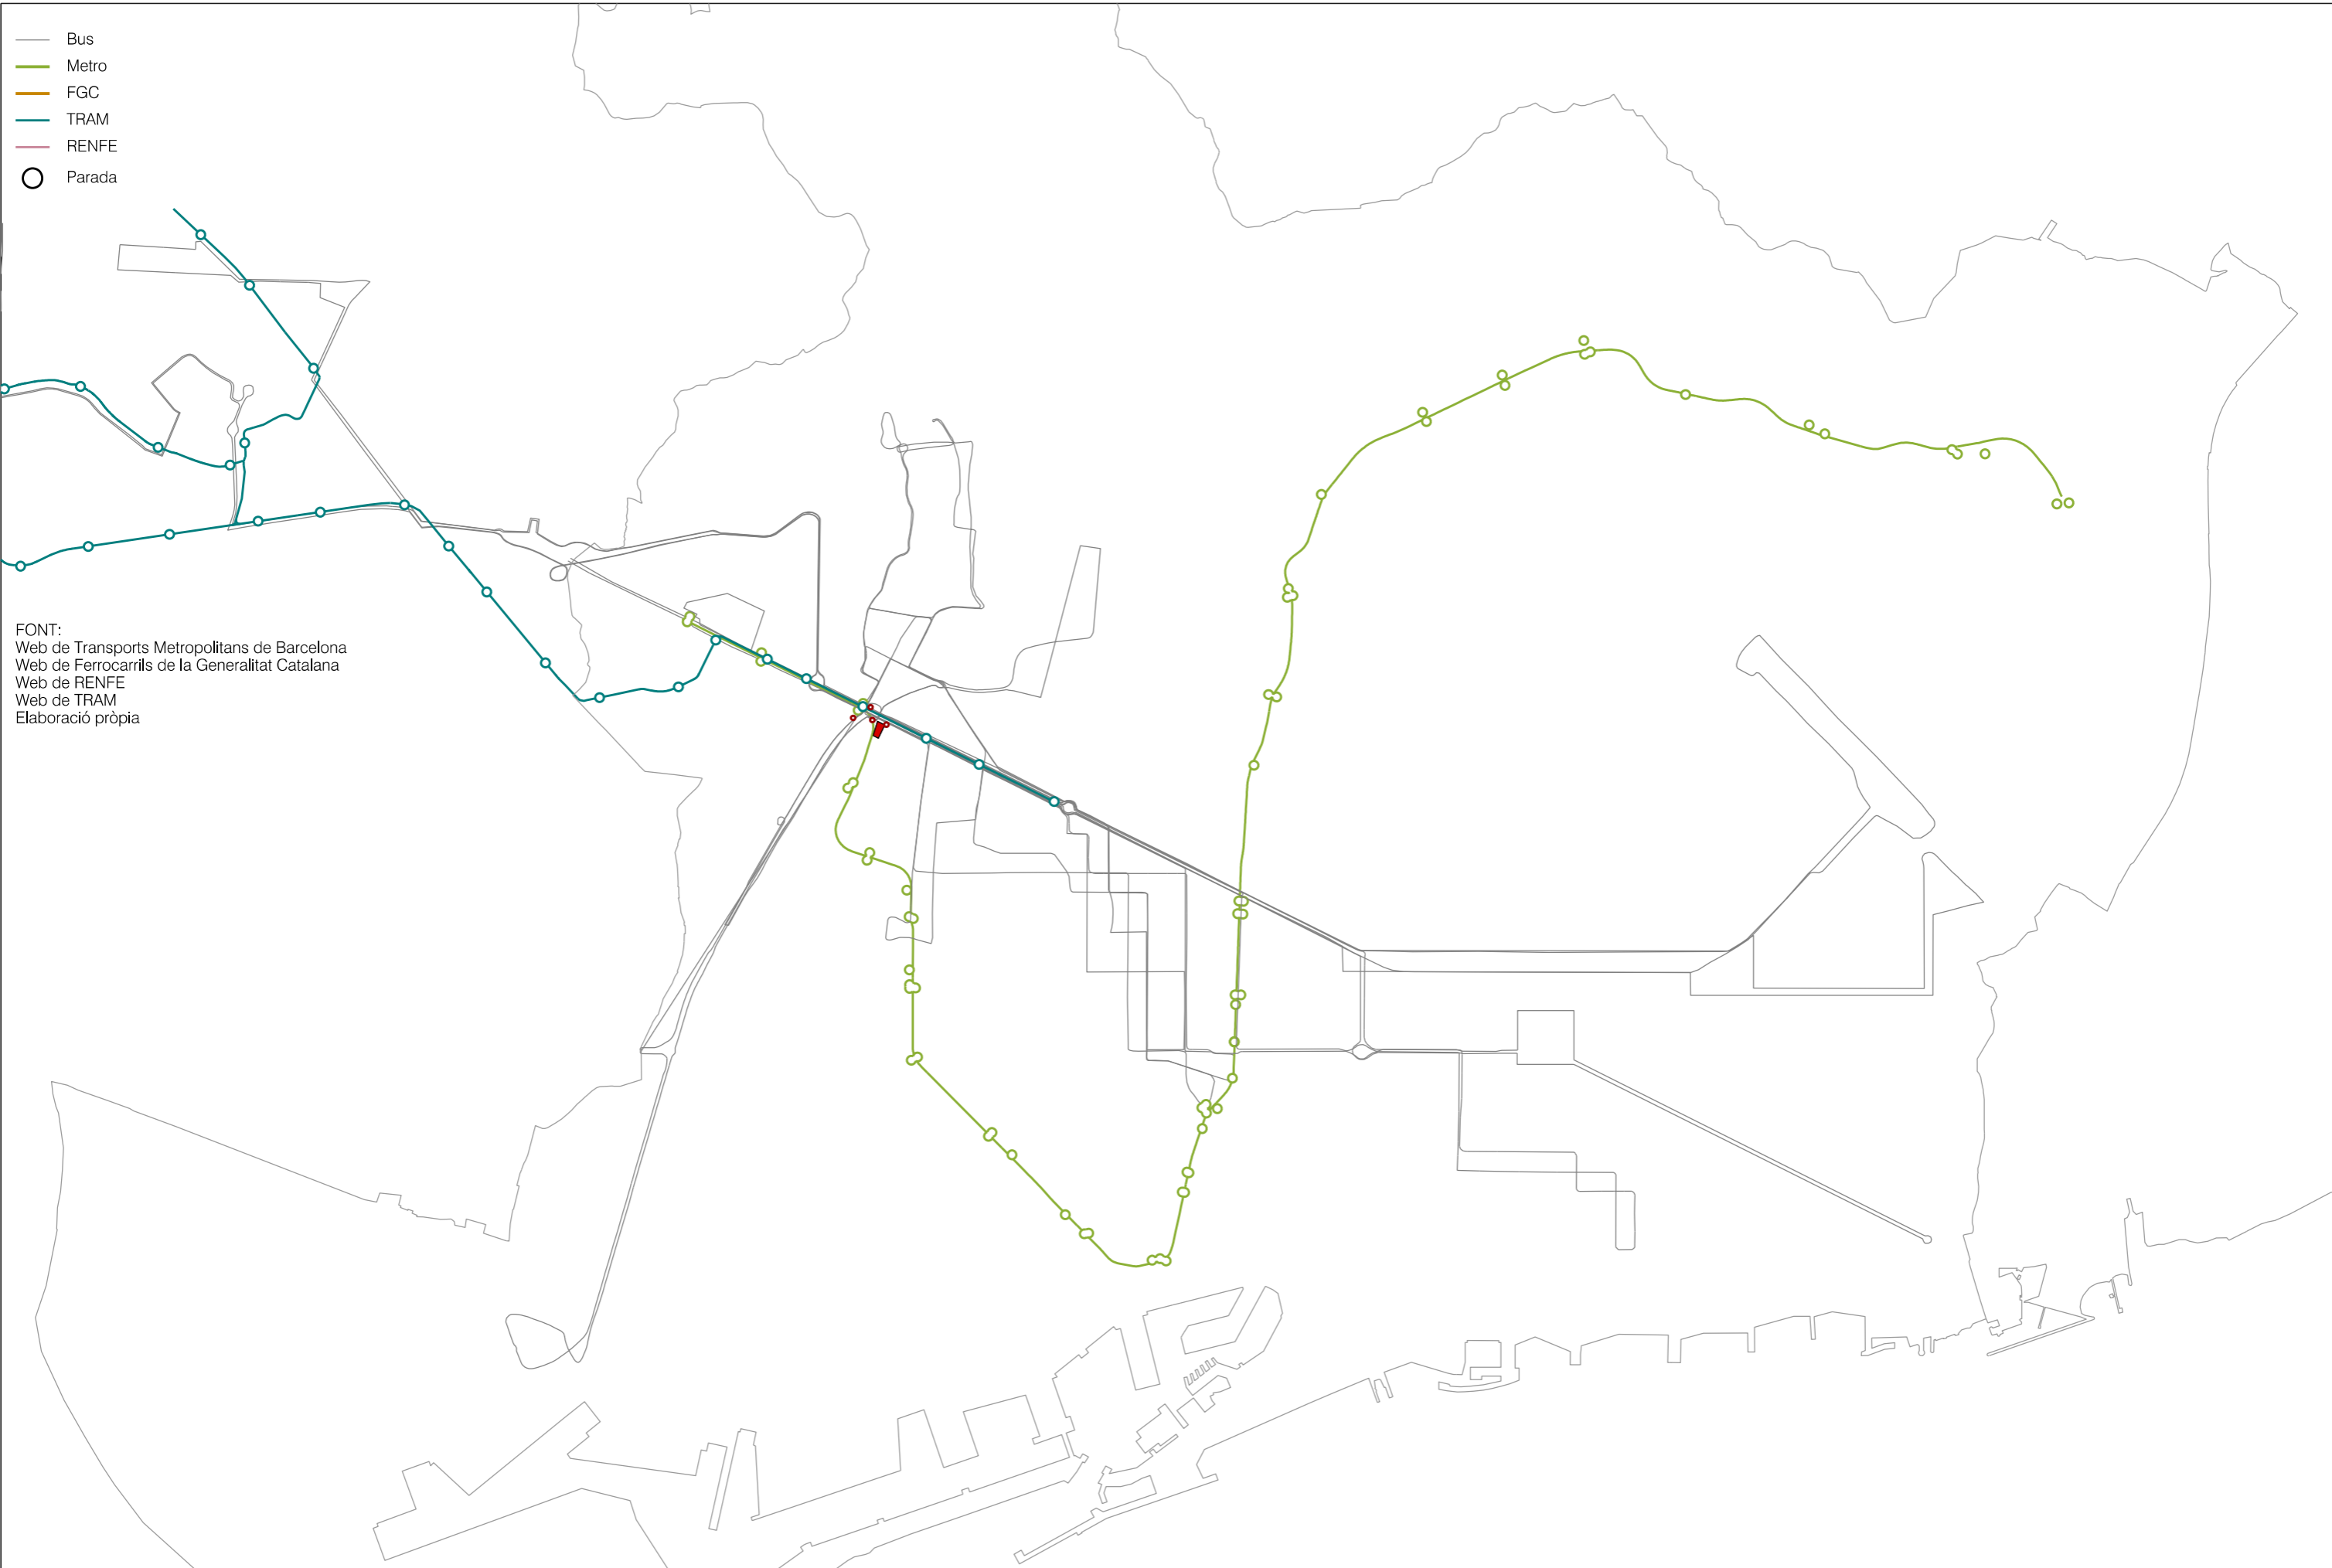 Bus
Metro
FGC
TRAM
RENFE
Parada
FONT:
Web de Transports Metropolitans de Barcelona
Web de Ferrocarrils de la Generalitat Catalana
Web de RENFE
Web de TRAM
Elaboració pròpia